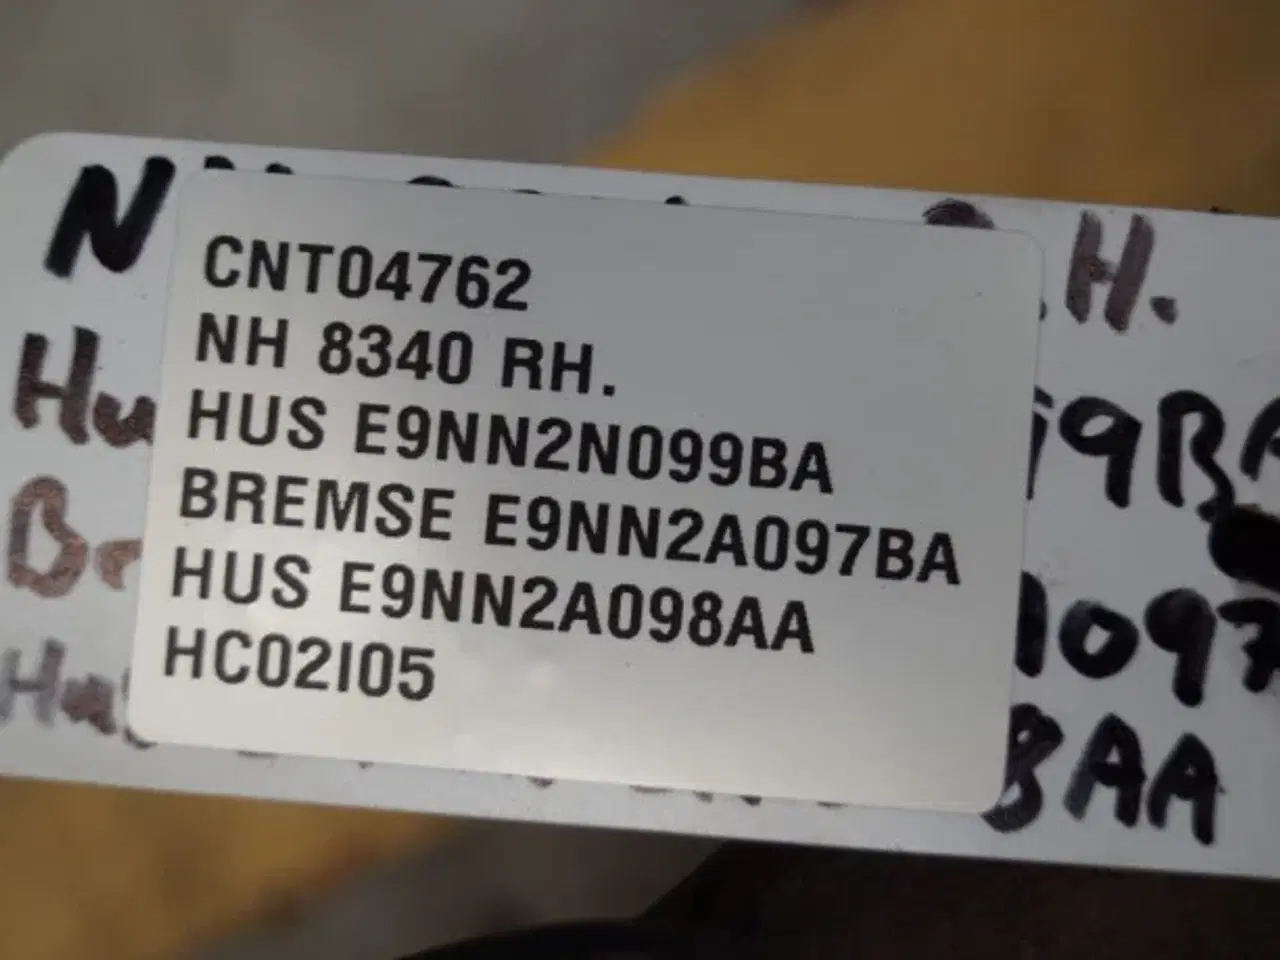 CNT04762
NH 8340 RH.
HUS E9NN2N099BA
BREMSE E9NN2A097BA
HUS E9NN2A098AA
HC02I05